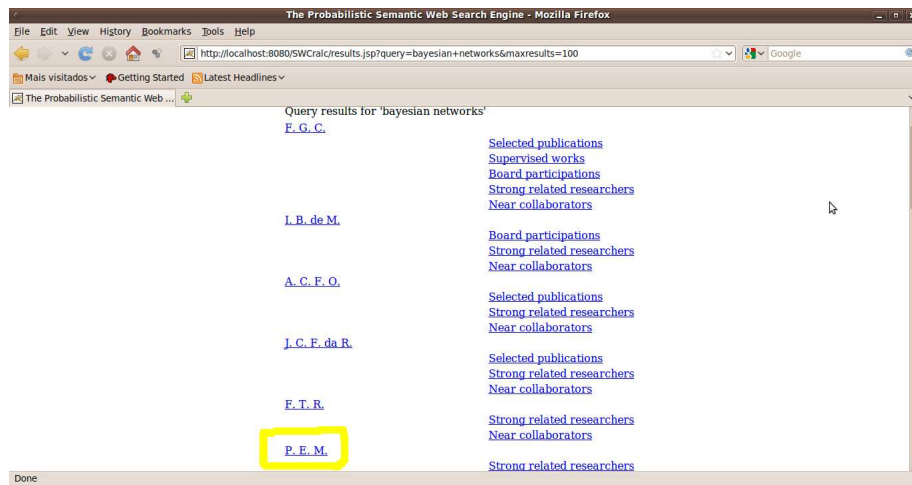 The Probabilistic Semantic Web Search Engine - Mozilla Firefox
File Edit View History Bookmarks Tools Help
http://localhost:8080/SWCralc/results.jsp?query=bayesian+networks&maxresults=100
Google
Mais visitados
Getting Started
Latest Headlines
The Probabilistic Semantic Web ...
Query results for 'bayesian networks'
F. G. C.
Selected publications
Supervised works
Board participations
Strong related researchers
Near collaborators
I. B. de M.
Board participations
Strong related researchers
Near collaborators
A. C. F. O.
Selected publications
Strong related researchers
Near collaborators
J. C. F. da R.
Selected publications
Strong related researchers
Near collaborators
F. T. R.
Strong related researchers
Near collaborators
P. E. M.
Strong related researchers
Done